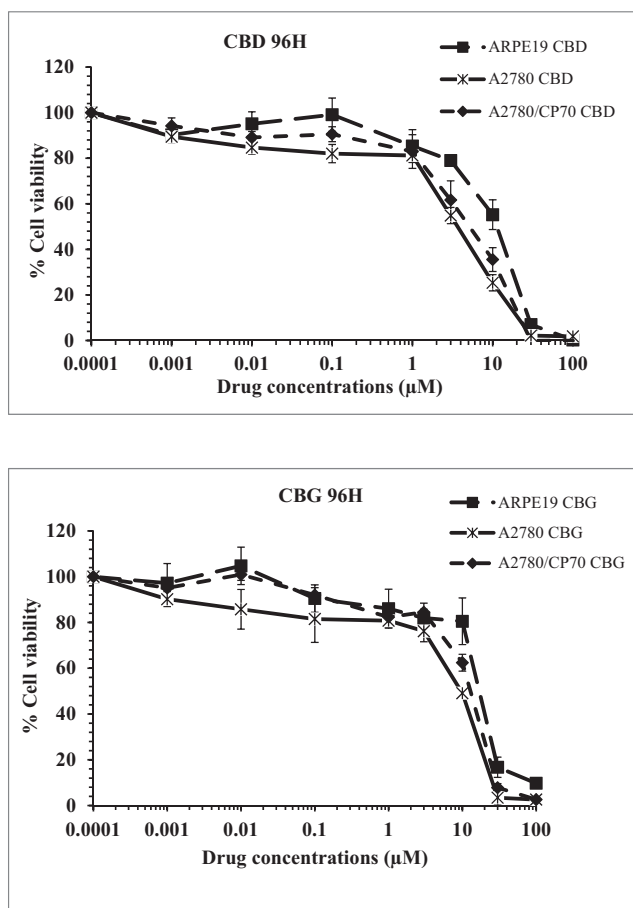 CBD 96H
ARPE19 CBD
A2780 CBD
A2780/CP70 CBD
120
100
80
60
40
20
0
% Cell viability
0.0001 0.001 0.01 0.1 1 10 100
Drug concentrations (µM)
CBG 96H
ARPE19 CBG
A2780 CBG
A2780/CP70 CBG
120
100
80
60
40
20
0
% Cell viability
0.0001 0.001 0.01 0.1 1 10 100
Drug concentrations (µM)